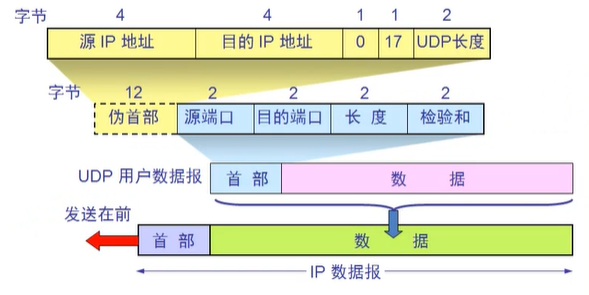 字节 4 4 1 1 2
源 IP 地址 目的 IP 地址 0 17 UDP长度
字节 12 2 2 2 2
伪首部 源端口 目的端口 长 度 检验和
UDP 用户数据报 首 部 数 据
发送在前
首 部 数 据
IP 数据报